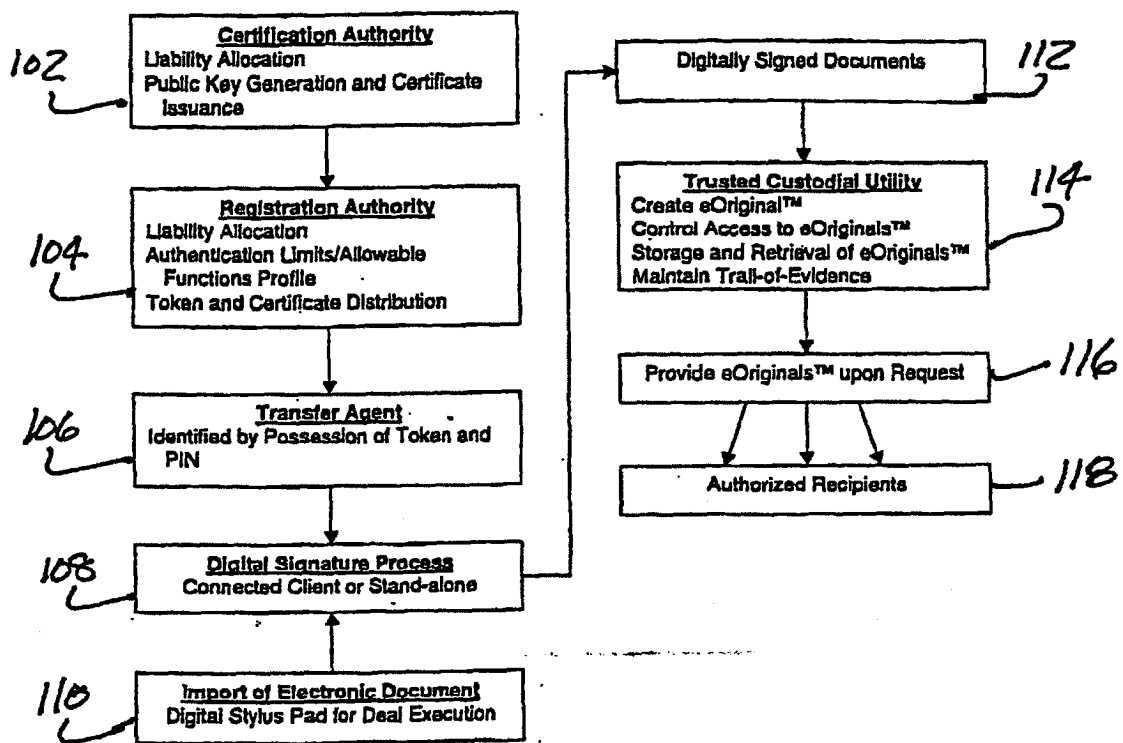 102
Certification Authority
Liability Allocation
Public Key Generation and Certificate
Issuance
104
Registration Authority
Liability Allocation
Authentication Limits/Allowable
Functions Profile
Token and Certificate Distribution
106
Transfer Agent
Identified by Possession of Token and
PIN
108
Digital Signature Process
Connected Client or Stand-alone
110
Import of Electronic Document
Digital Stylus Pad for Deal Execution
112
Digitally Signed Documents
114
Trusted Custodial Utility
Create eOriginal™
Control Access to eOriginals™
Storage and Retrieval of eOriginals™
Maintain Trail-of-Evidence
116
Provide eOriginals™ upon Request
118
Authorized Recipients